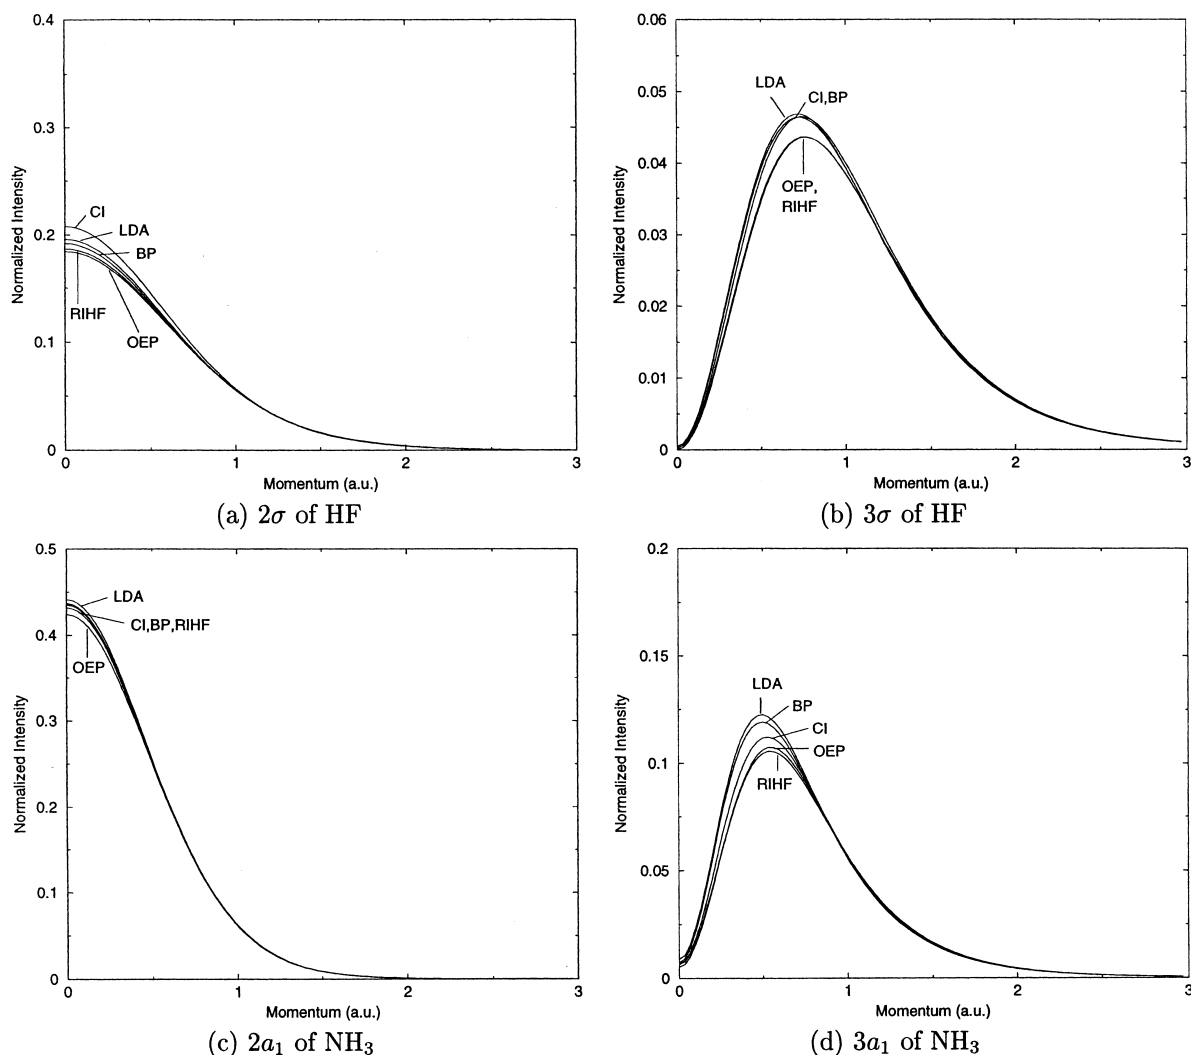 0.4
0.3
0.2
0.1
0
Normalized Intensity
CI
LDA
BP
RIHF
OEP
0
1
2
3
Momentum (a.u.)
(a) 2σ of HF
0.06
0.05
0.04
0.03
0.02
0.01
0
Normalized Intensity
LDA
CI,BP
OEP,
RIHF
0
1
2
3
Momentum (a.u.)
(b) 3σ of HF
0.5
0.4
0.3
0.2
0.1
0
Normalized Intensity
LDA
CI,BP,RIHF
OEP
0
1
2
3
Momentum (a.u.)
(c) 2a₁ of NH₃
0.2
0.15
0.1
0.05
0
Normalized Intensity
LDA
BP
CI
OEP
RIHF
0
1
2
3
Momentum (a.u.)
(d) 3a₁ of NH₃